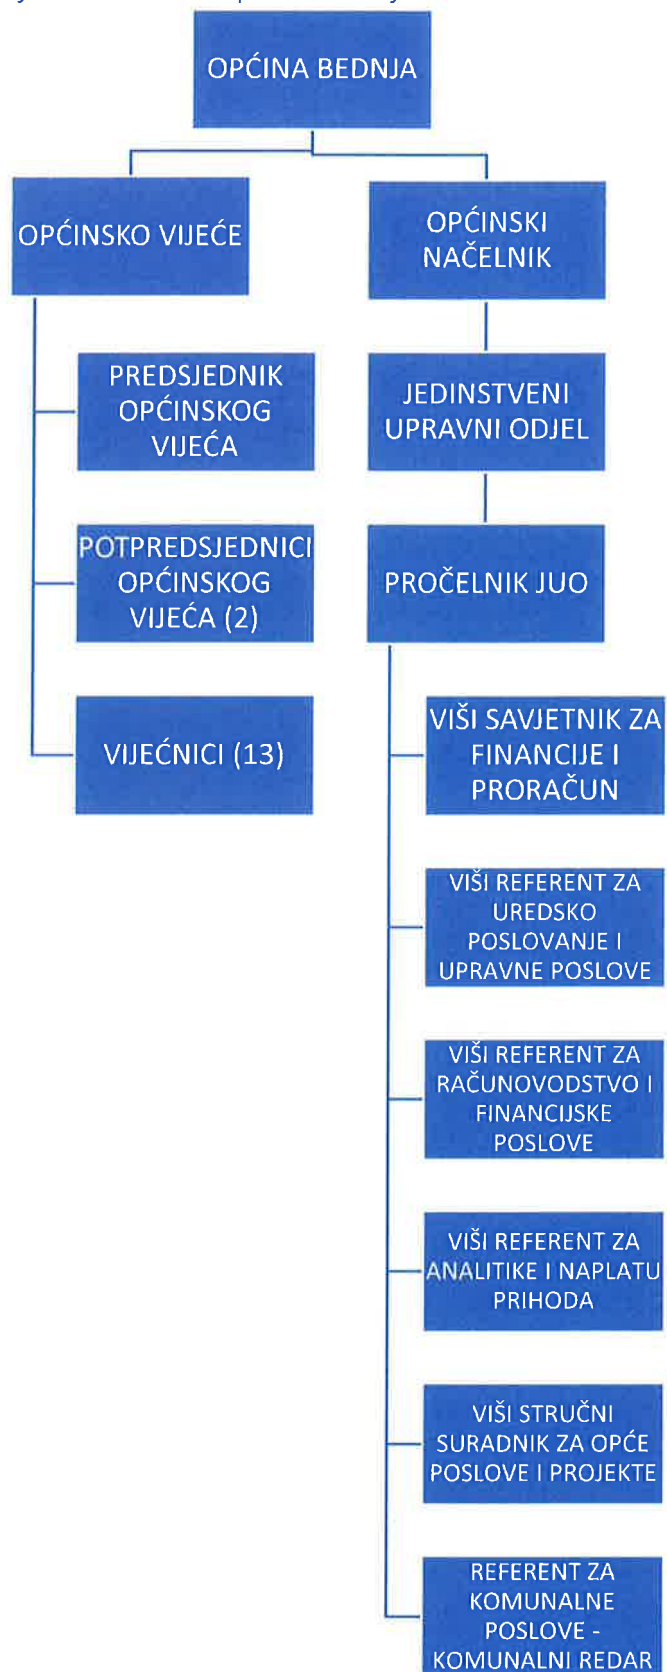 OPĆINA BEDNJA
OPĆINSKO VIJEĆE
OPĆINSKI
NAČELNIK
PREDSJEDNIK
OPĆINSKOG
VIJEĆA
JEDINSTVENI
UPRAVNI ODJEL
POTPREDSJEDNICI
OPĆINSKOG
VIJEĆA (2)
PROČELNIK JUO
VIJEĆNICI (13)
VIŠI SAVJETNIK ZA
FINANCIJE I
PRORAČUN
VIŠI REFERENT ZA
UREDSKO
POSLOVANJE I
UPRAVNE POSLOVE
VIŠI REFERENT ZA
RAČUNOVODSTVO I
FINANCIJSKE
POSLOVE
VIŠI REFERENT ZA
ANALITIKE I NAPLATU
PRIHODA
VIŠI STRUČNI
SURADNIK ZA OPĆE
POSLOVE I PROJEKTE
REFERENT ZA
KOMUNALNE
POSLOVE -
KOMUNALNI REDAR